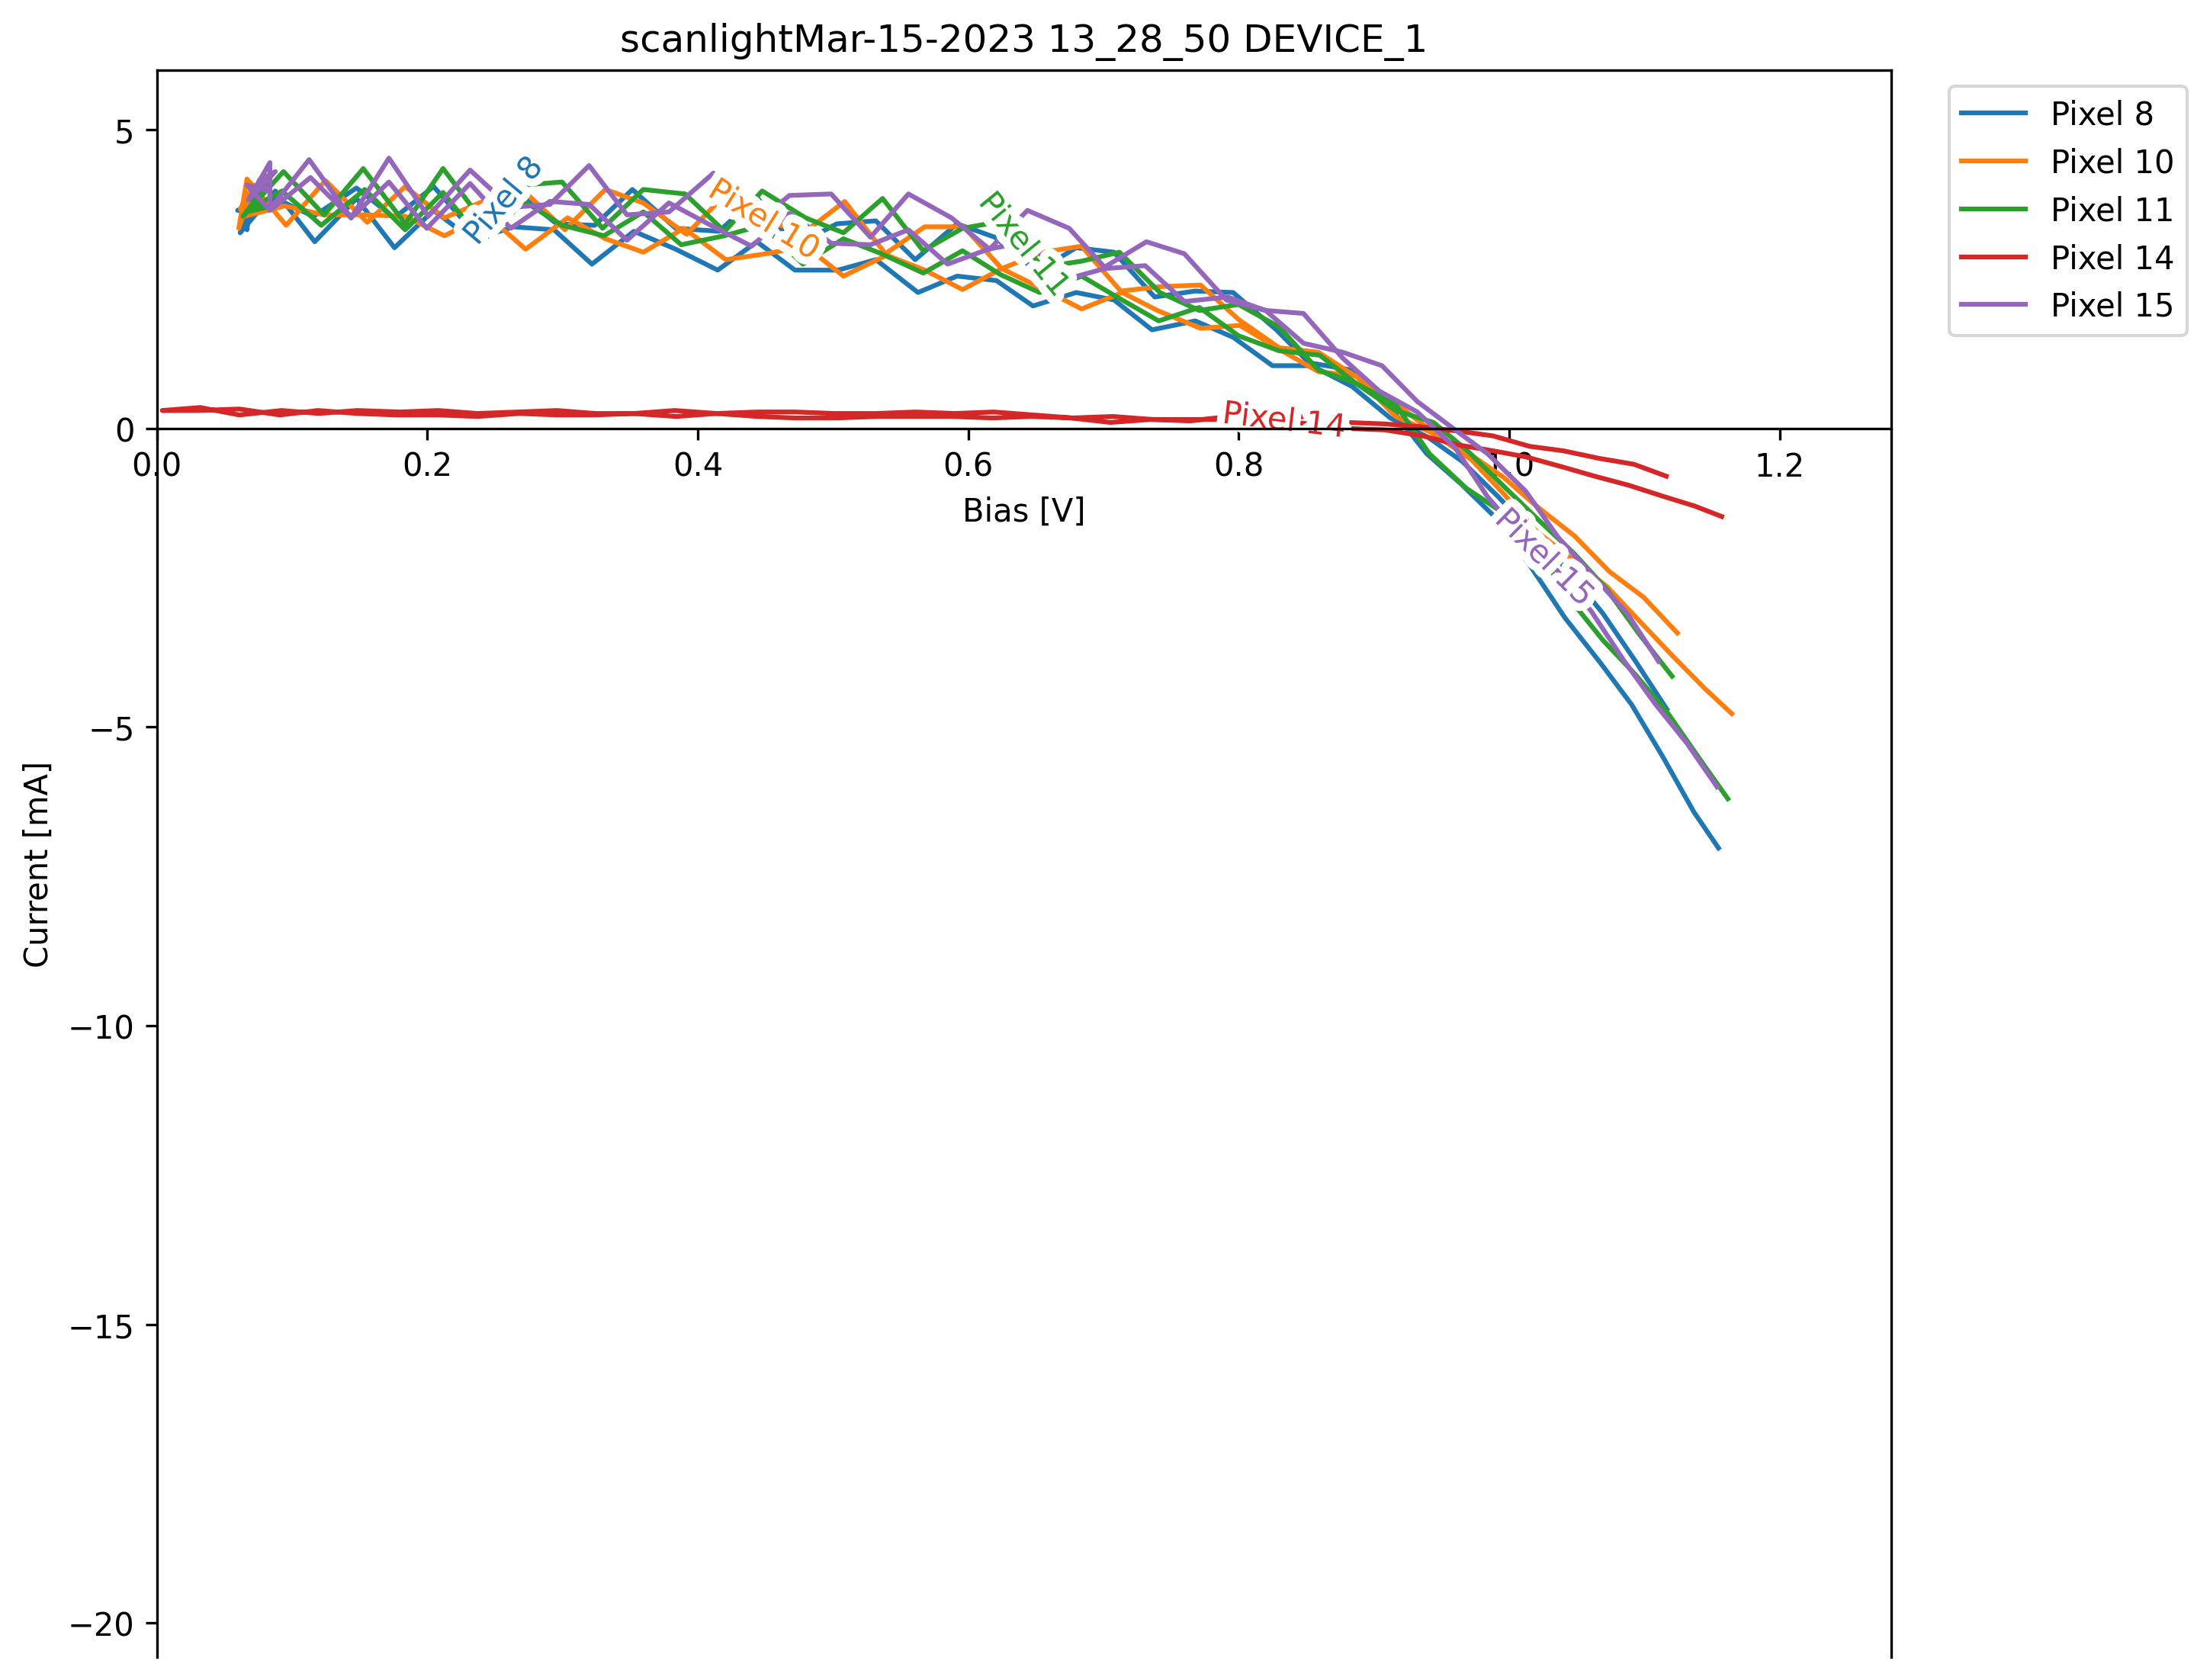 scanlightMar-15-2023 13_28_50 DEVICE_1
Pixel 8
Pixel 10
Pixel 11
Pixel 14
Pixel 15
5
0
−5
−10
−15
−20
Current [mA]
0.0
0.2
0.4
0.6
0.8
1.0
1.2
Bias [V]
Pixel 8
Pixel 10
Pixel 11
Pixel 14
Pixel 15